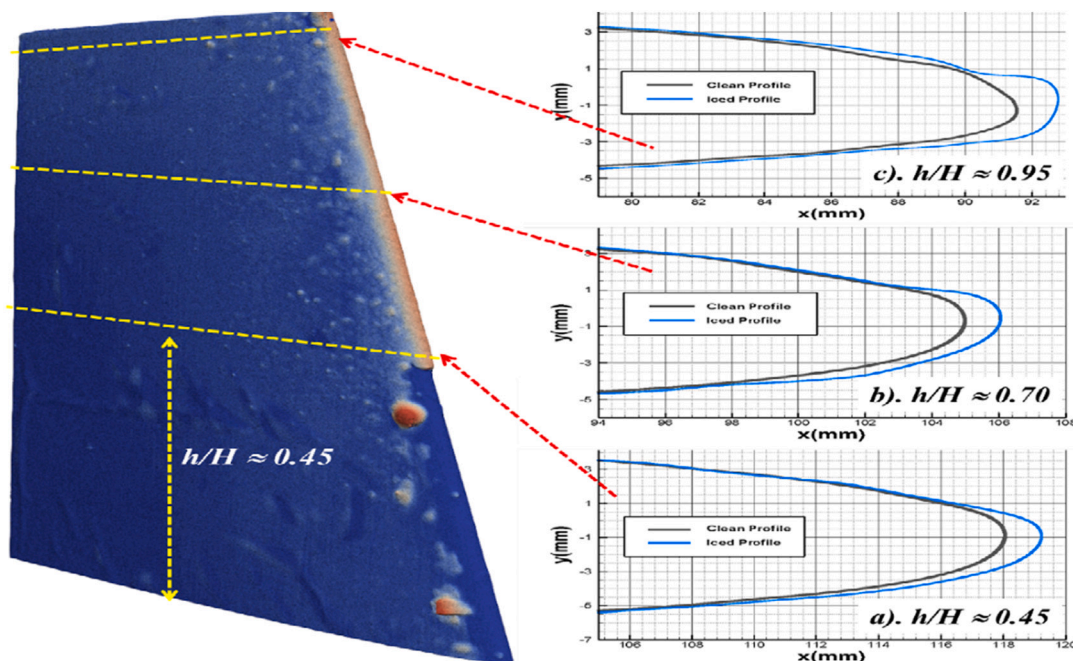 h/H ≈ 0.45
3
1
-1
-3
-5
y(mm)
Clean Profile
Iced Profile
c). h/H ≈ 0.95
80 82 84 86 88 90 92
x(mm)
3
1
-1
-3
-5
y(mm)
Clean Profile
Iced Profile
b). h/H ≈ 0.70
94 96 98 100 102 104 106 108
x(mm)
3
1
-1
-3
-5
-7
y(mm)
Clean Profile
Iced Profile
a). h/H ≈ 0.45
106 108 110 112 114 116 118 120
x(mm)